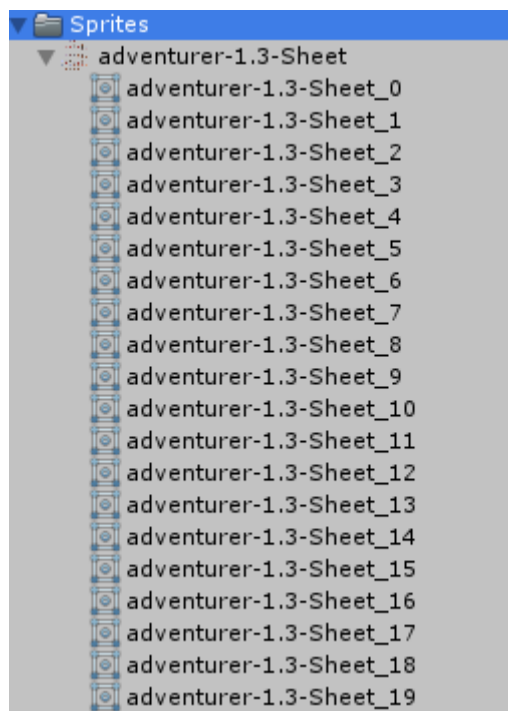 Sprites
adventurer-1.3-Sheet
adventurer-1.3-Sheet_0
adventurer-1.3-Sheet_1
adventurer-1.3-Sheet_2
adventurer-1.3-Sheet_3
adventurer-1.3-Sheet_4
adventurer-1.3-Sheet_5
adventurer-1.3-Sheet_6
adventurer-1.3-Sheet_7
adventurer-1.3-Sheet_8
adventurer-1.3-Sheet_9
adventurer-1.3-Sheet_10
adventurer-1.3-Sheet_11
adventurer-1.3-Sheet_12
adventurer-1.3-Sheet_13
adventurer-1.3-Sheet_14
adventurer-1.3-Sheet_15
adventurer-1.3-Sheet_16
adventurer-1.3-Sheet_17
adventurer-1.3-Sheet_18
adventurer-1.3-Sheet_19